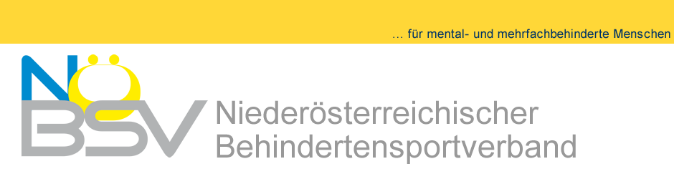 ... für mental- und mehrfachbehinderte Menschen
NÖ
BSV
Niederösterreichischer
Behindertensportverband